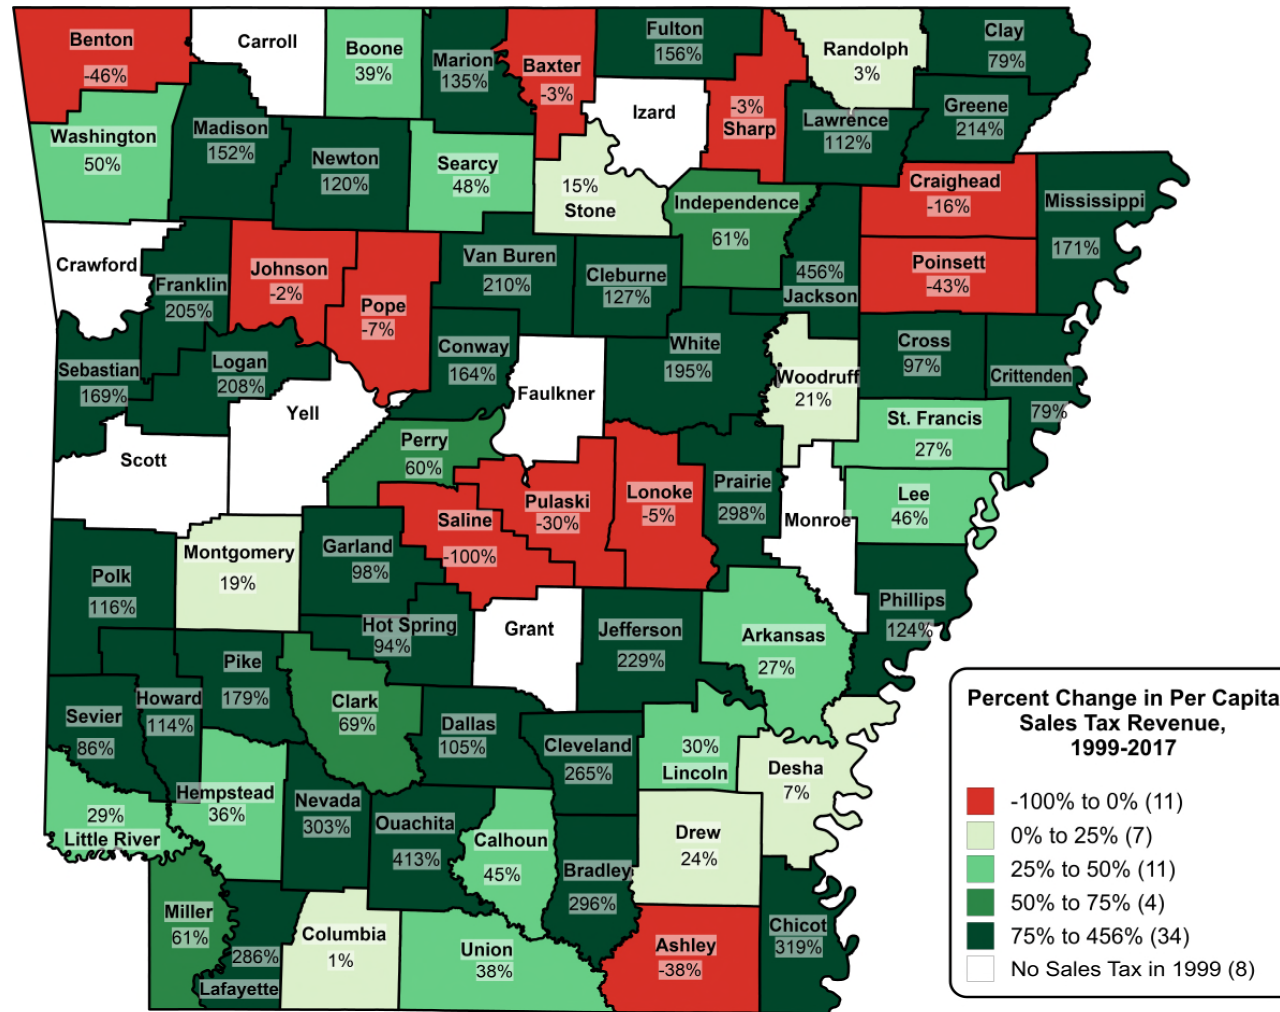 Benton
-46%
Carroll
Boone
39%
Marion
135%
Baxter
-3%
Fulton
156%
Randolph
3%
Clay
79%
Izard
-3%
Sharp
Lawrence
112%
Greene
214%
Washington
50%
Madison
152%
Newton
120%
Searcy
48%
15%
Stone
Independence
61%
Craighead
-16%
Mississippi
171%
Crawford
Franklin
205%
Johnson
-2%
Pope
-7%
Van Buren
210%
Cleburne
127%
456%
Jackson
Poinsett
-43%
Sebastian
169%
Logan
208%
Conway
164%
White
195%
Woodruff
21%
Cross
97%
Crittenden
79%
Yell
Faulkner
St. Francis
27%
Scott
Perry
60%
Saline
-100%
Pulaski
-30%
Lonoke
-5%
Prairie
298%
Monroe
Lee
46%
Montgomery
19%
Garland
98%
Polk
116%
Hot Spring
94%
Grant
Jefferson
229%
Arkansas
27%
Phillips
124%
Pike
179%
Howard
114%
Sevier
86%
Clark
69%
Dallas
105%
Cleveland
265%
30%
Lincoln
Desha
7%
29%
Little River
Hempstead
36%
Nevada
303%
Ouachita
413%
Calhoun
45%
Bradley
296%
Drew
24%
Miller
61%
286%
Lafayette
Columbia
1%
Union
38%
Ashley
-38%
Chicot
319%
Percent Change in Per Capita
Sales Tax Revenue,
1999-2017
-100% to 0% (11)
0% to 25% (7)
25% to 50% (11)
50% to 75% (4)
75% to 456% (34)
No Sales Tax in 1999 (8)